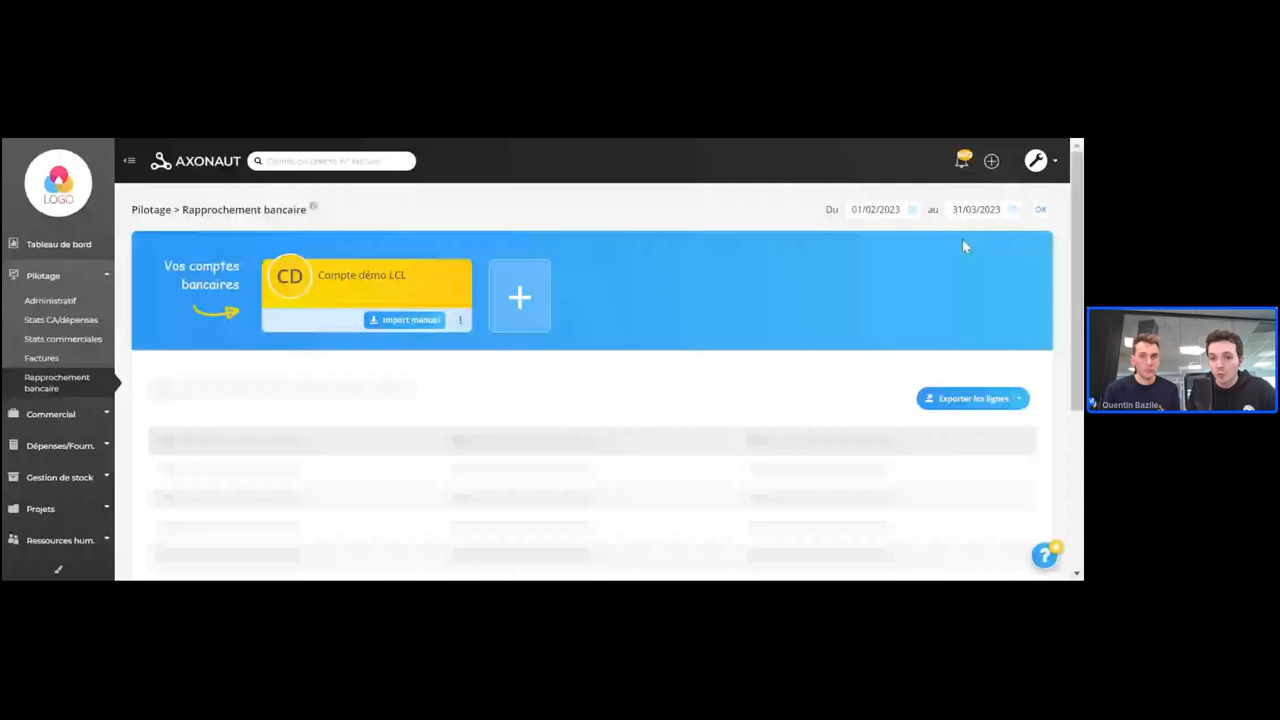 LOGO
AXONAUT
Pilotage > Rapprochement bancaire
Du 01/02/2023 au 31/03/2023 OK
Tableau de bord
Pilotage
Administratif
Stats CA/dépenses
Stats commerciales
Factures
Rapprochement
bancaire
Commercial
Dépenses/Fourn.
Gestion de stock
Projets
Ressources hum.
Vos comptes
bancaires
CD Compte démo LCL
Import manuel
+
Exporter les lignes
?
Quentin Bazile